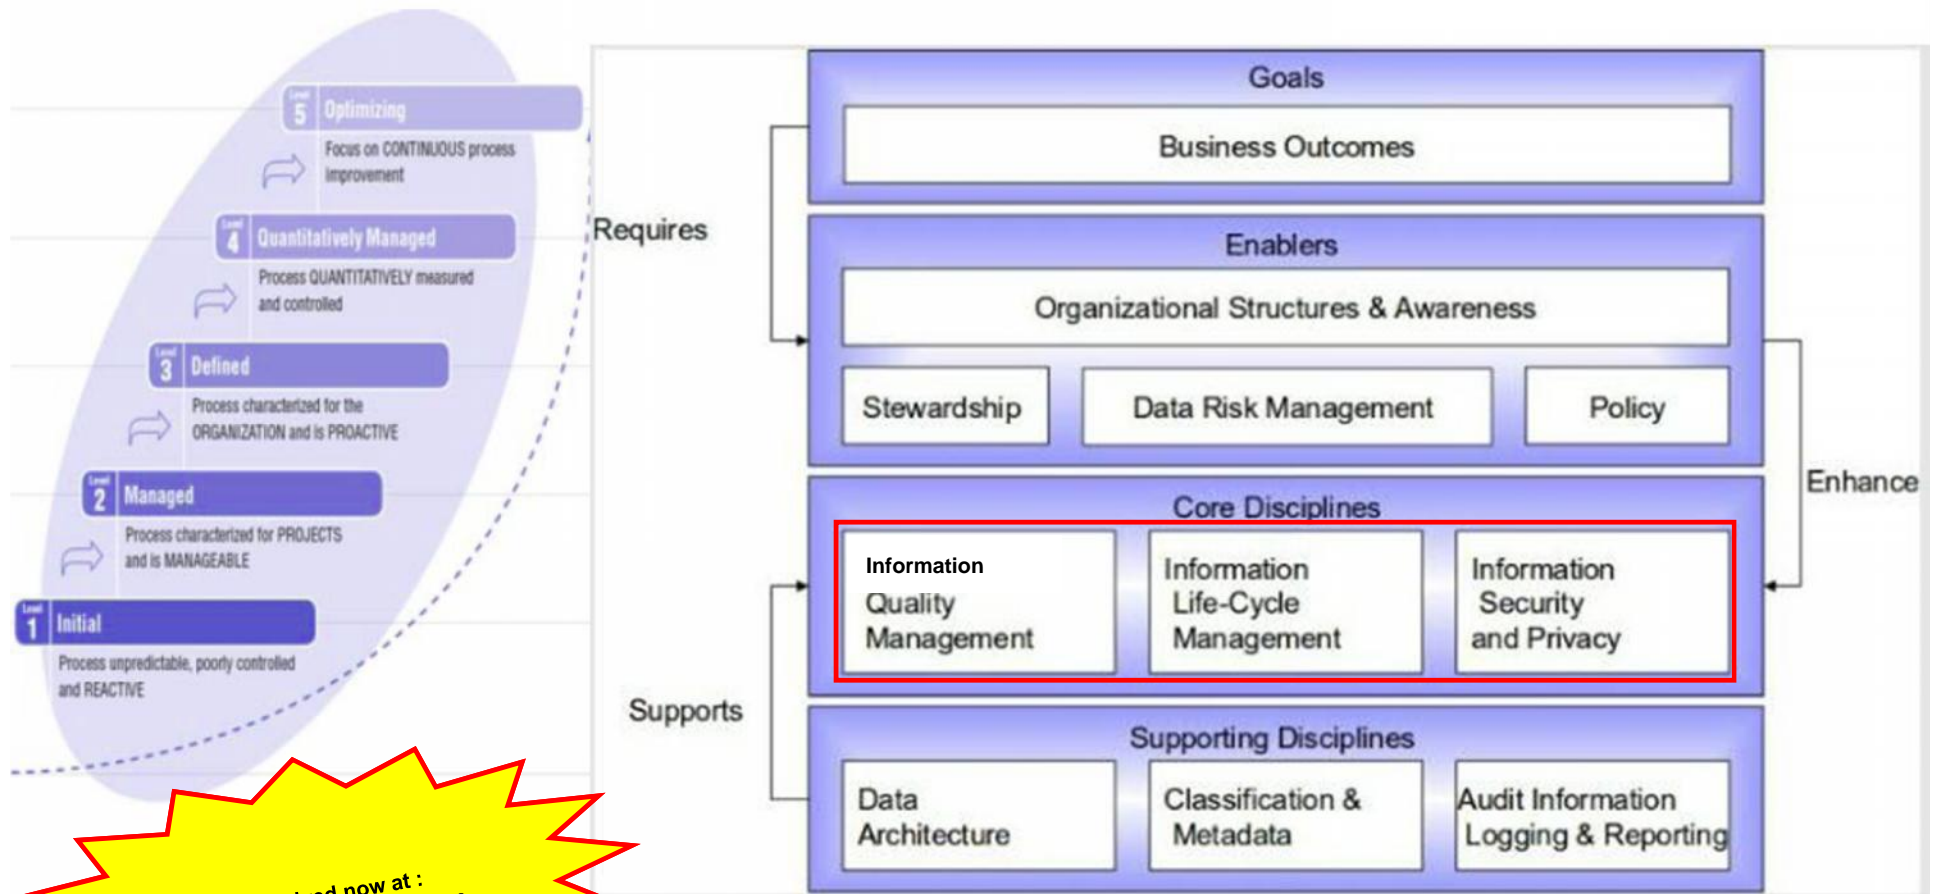 Level 5 Optimizing
Focus on CONTINUOUS process
improvement
Level 4 Quantitatively Managed
Process QUANTITATIVELY measured
and controlled
Level 3 Defined
Process characterized for the
ORGANIZATION and is PROACTIVE
Level 2 Managed
Process characterized for PROJECTS
and is MANAGEABLE
Level 1 Initial
Process unpredictable, poorly controlled
and REACTIVE
now at :
Requires
Supports
Goals
Business Outcomes
Enablers
Organizational Structures & Awareness
Stewardship
Data Risk Management
Policy
Enhance
Core Disciplines
Information
Quality
Management
Information
Life-Cycle
Management
Information
Security
and Privacy
Supporting Disciplines
Data
Architecture
Classification &
Metadata
Audit Information
Logging & Reporting